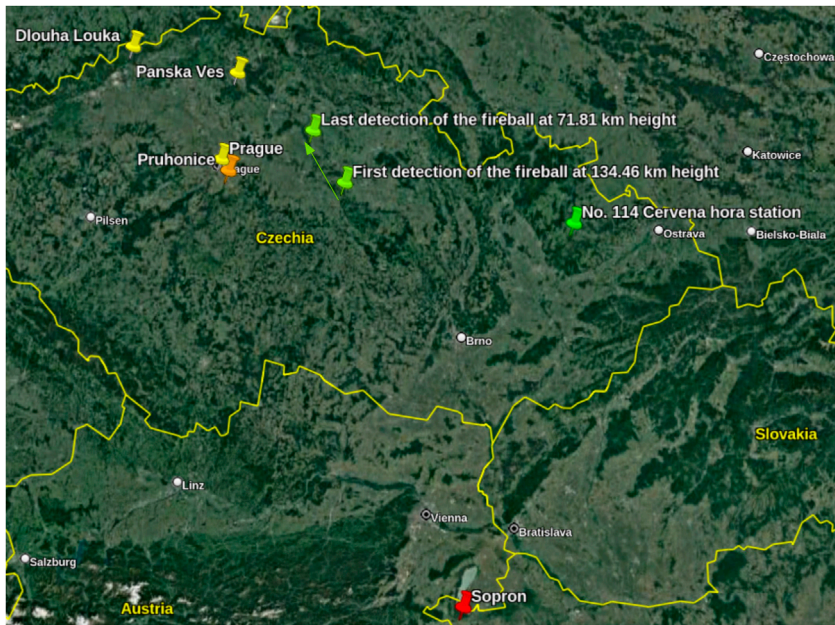 Dlouha Louka
Częstochowa
Panska Ves
Last detection of the fireball at 71.81 km height
Prague
Pruhonice
ague
Katowice
First detection of the fireball at 134.46 km height
Pilsen
No. 114 Cervena hora station
Czechia
Ostrava
Bielsko-Biala
Brno
Slovakia
Linz
Vienna
Bratislava
Salzburg
Sopron
Austria